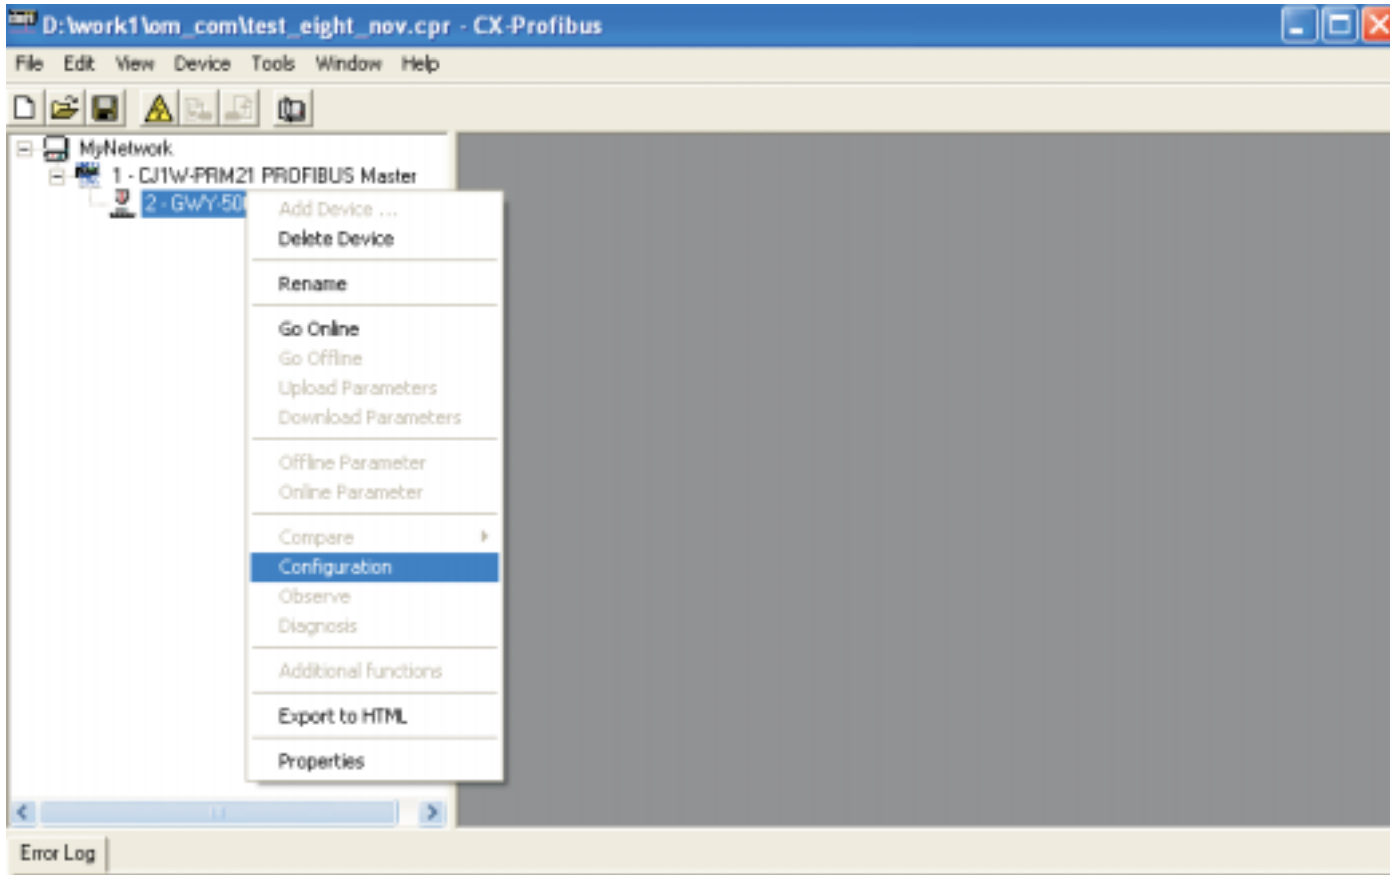 D:\work1\om_com\test_eight_nov.cpr - CX-Profibus
File Edit View Device Tools Window Help
MyNetwork
1 - CJ1W-PRM21 PROFIBUS Master
2 - GWY-50
Add Device ...
Delete Device
Rename
Go Online
Go Offline
Upload Parameters
Download Parameters
Offline Parameter
Online Parameter
Compare
Configuration
Observe
Diagnosis
Additional functions
Export to HTML
Properties
Error Log